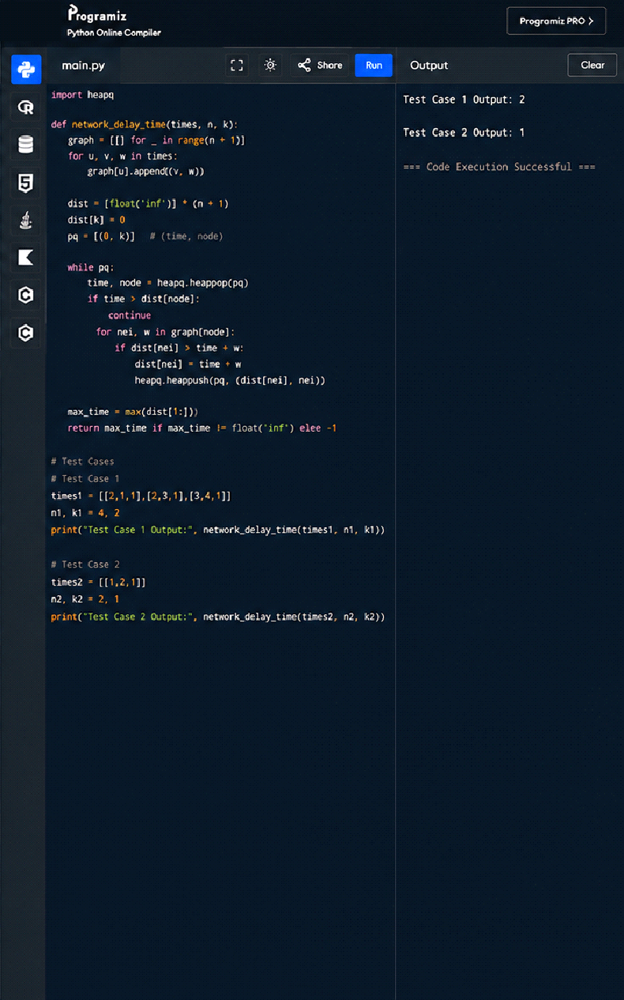 Programiz
Python Online Compiler
Programiz PRO >
main.py
Share
Run
Output
Clear
import heapq
def network_delay_time(times, n, k):
graph = [[] for _ in range(n + 1)]
for u, v, w in times:
graph[u].append((v, w))
dist = [float('inf')] * (n + 1)
dist[k] = 0
pq = [(0, k)]   # (time, node)
while pq:
time, node = heapq.heappop(pq)
if time > dist[node]:
continue
for nei, w in graph[node]:
if dist[nei] > time + w:
dist[nei] = time + w
heapq.heappush(pq, (dist[nei], nei))
max_time = max(dist[1:]))
return max_time if max_time != float('inf') elee -1
# Test Cases
# Test Case 1
times1 = [[2,1,1],[2,3,1],[3,4,1]]
n1, k1 = 4, 2
print("Test Case 1 Output:", network_delay_time(times1, n1, k1))
# Test Case 2
times2 = [[1,2,1]]
n2, k2 = 2, 1
print("Test Case 2 Output:", network_delay_time(times2, n2, k2))
Test Case 1 Output: 2
Test Case 2 Output: 1
=== Code Execution Successful ===